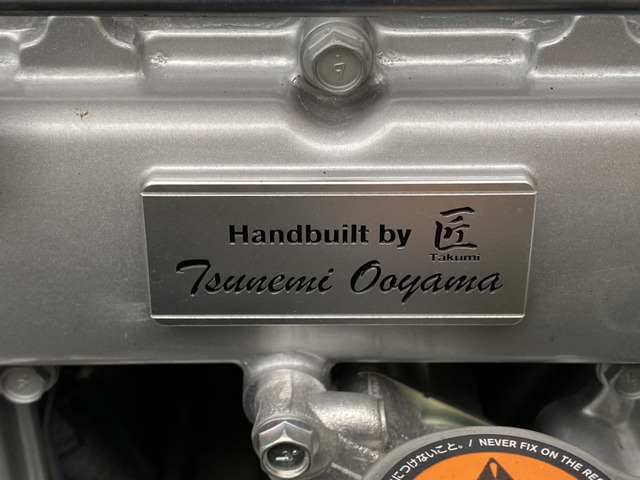 Handbuilt by 匠
Takumi
Tsunemi Ooyama
につけないこと。/ NEVER FIX ON THE